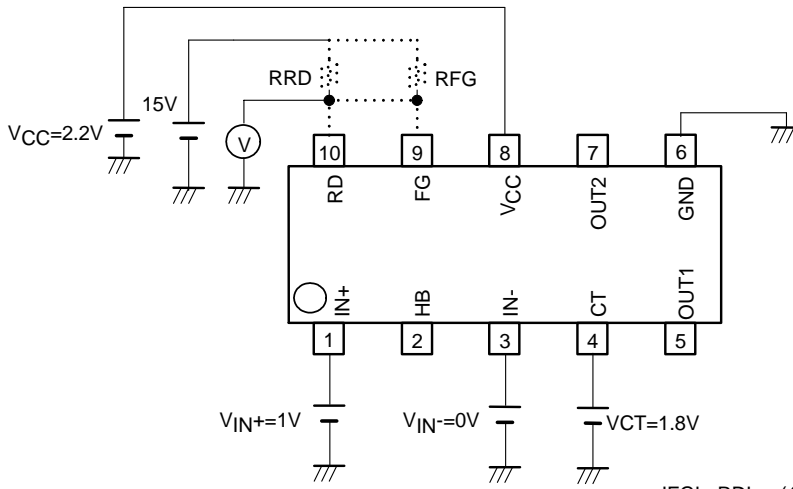 RRD
RFG
15V
VCC=2.2V
V
10
9
8
7
6
RD
FG
VCC
OUT2
GND
IN+
HB
IN-
CT
OUT1
1
2
3
4
5
VIN+=1V
VIN-=0V
VCT=1.8V